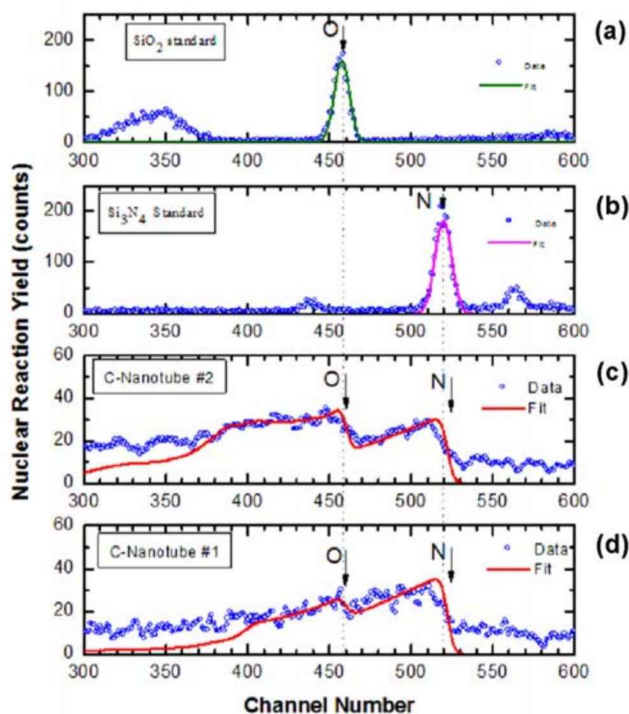 O
(a)
SiO2 standard
Data
Fit
200
100
0
300 350 400 450 500 550 600
N
(b)
Si3N4 Standard
Data
Fit
200
100
0
300 350 400 450 500 550 600
Nuclear Reaction Yield (counts)
C-Nanotube #2
O
N
(c)
Data
Fit
60
40
20
0
300 350 400 450 500 550 600
C-Nanotube #1
O
N
(d)
Data
Fit
60
40
20
0
300 350 400 450 500 550 600
Channel Number